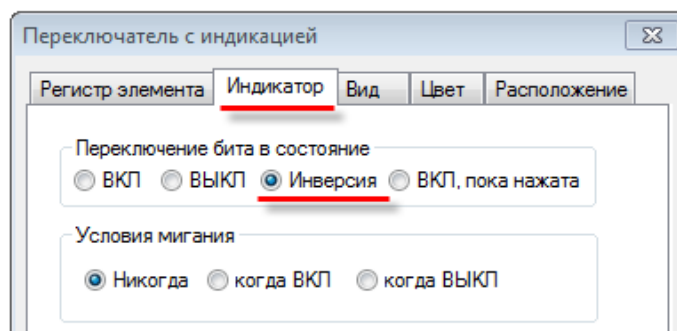 Переключатель с индикацией
Регистр элемента Индикатор Вид Цвет Расположение
Переключение бита в состояние
ВКЛ ВЫКЛ Инверсия ВКЛ, пока нажата
Условия мигания
Никогда когда ВКЛ когда ВЫКЛ